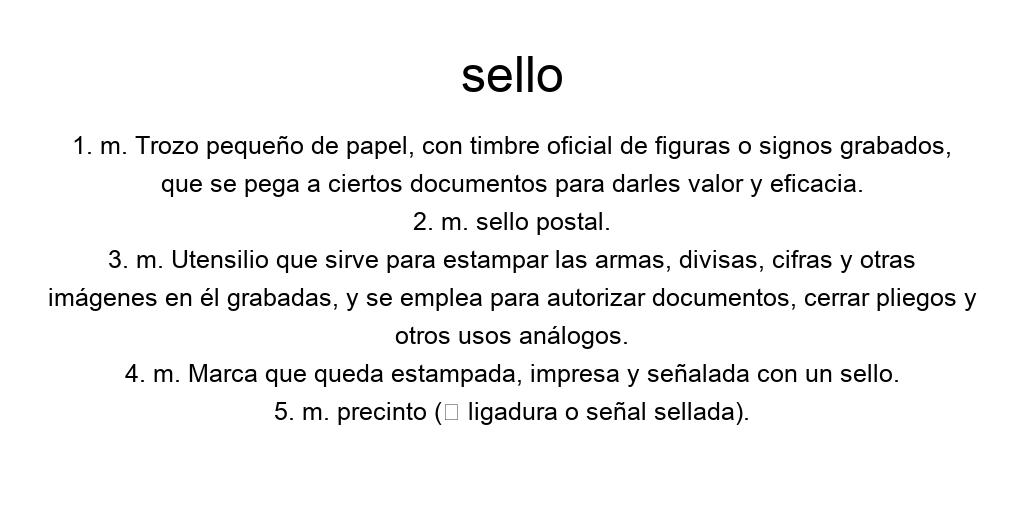 sello
1. m. Trozo pequeño de papel, con timbre oficial de figuras o signos grabados,
que se pega a ciertos documentos para darles valor y eficacia.
2. m. sello postal.
3. m. Utensilio que sirve para estampar las armas, divisas, cifras y otras
imágenes en él grabadas, y se emplea para autorizar documentos, cerrar pliegos y
otros usos análogos.
4. m. Marca que queda estampada, impresa y señalada con un sello.
5. m. precinto (□ ligadura o señal sellada).